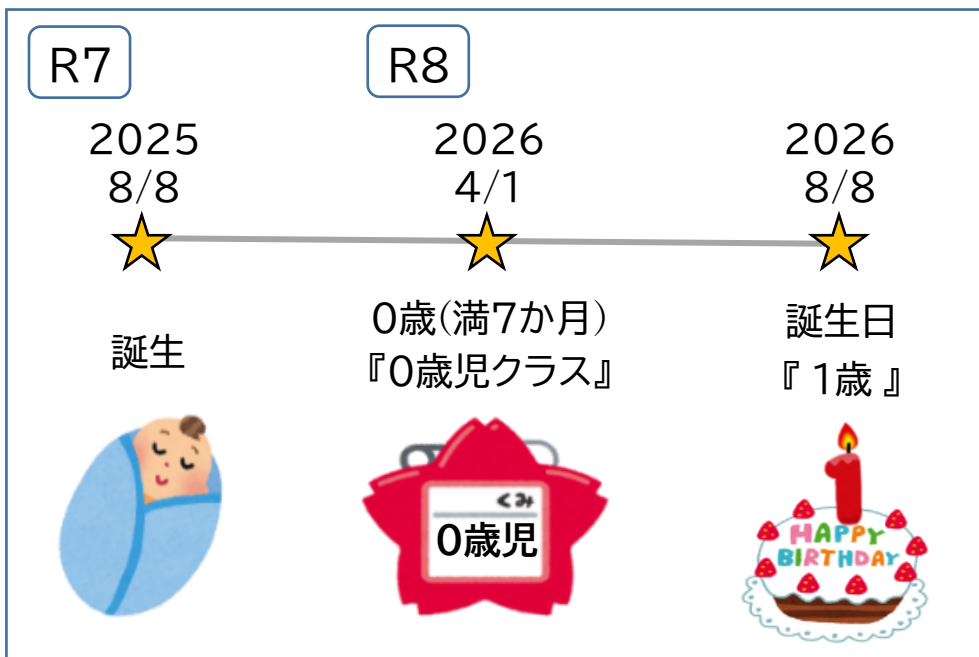 R7
R8
2025
8/8
2026
4/1
2026
8/8
誕生
0歳(満7か月)
『0歳児クラス』
誕生日
『 1歳 』
くみ
0歳児
1
HAPPY
BIRTHDAY